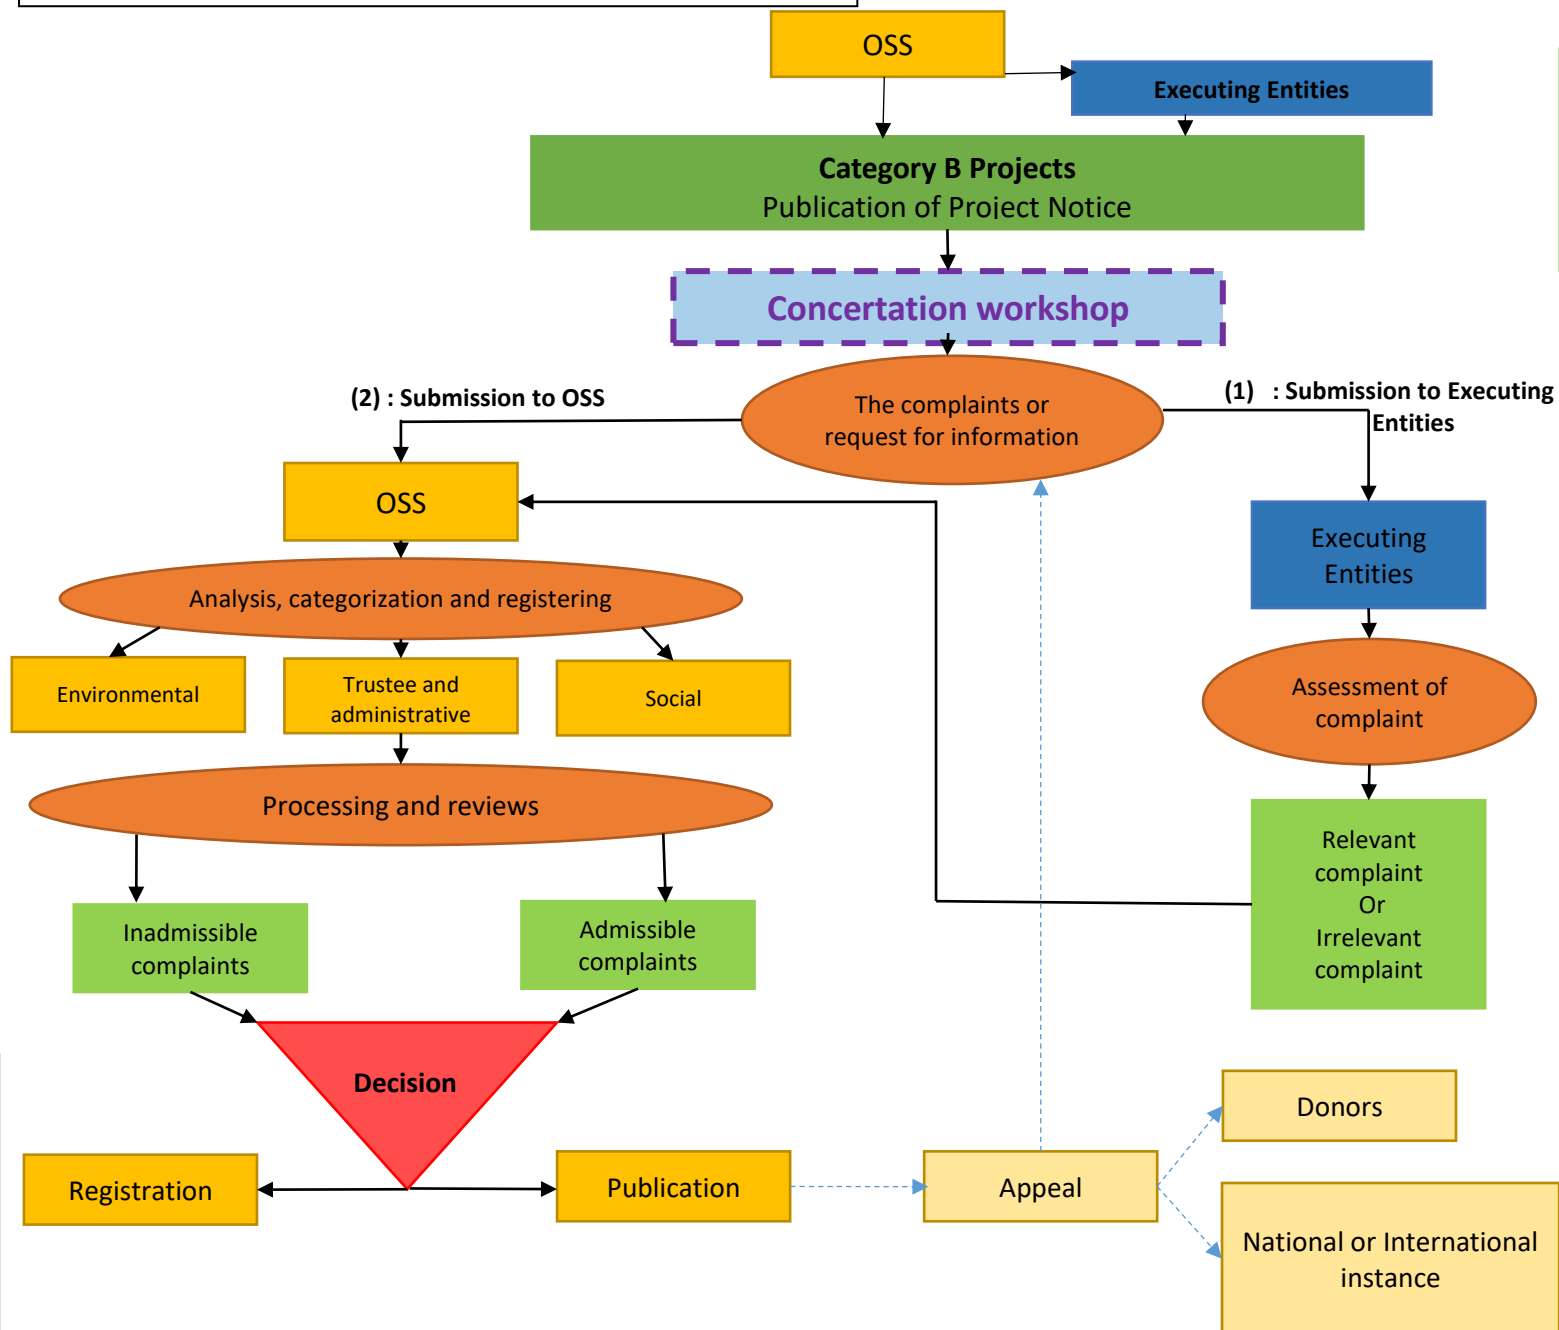 OSS
Executing Entities
Category B Projects
Publication of Project Notice
Concertation workshop
(2) : Submission to OSS
The complaints or
request for information
(1) : Submission to Executing
Entities
OSS
Executing
Entities
Analysis, categorization and registering
Environmental
Trustee and
administrative
Social
Assessment of
complaint
Processing and reviews
Relevant
complaint
Or
Irrelevant
complaint
Inadmissible
complaints
Admissible
complaints
Decision
Donors
Registration
Publication
Appeal
National or International
instance